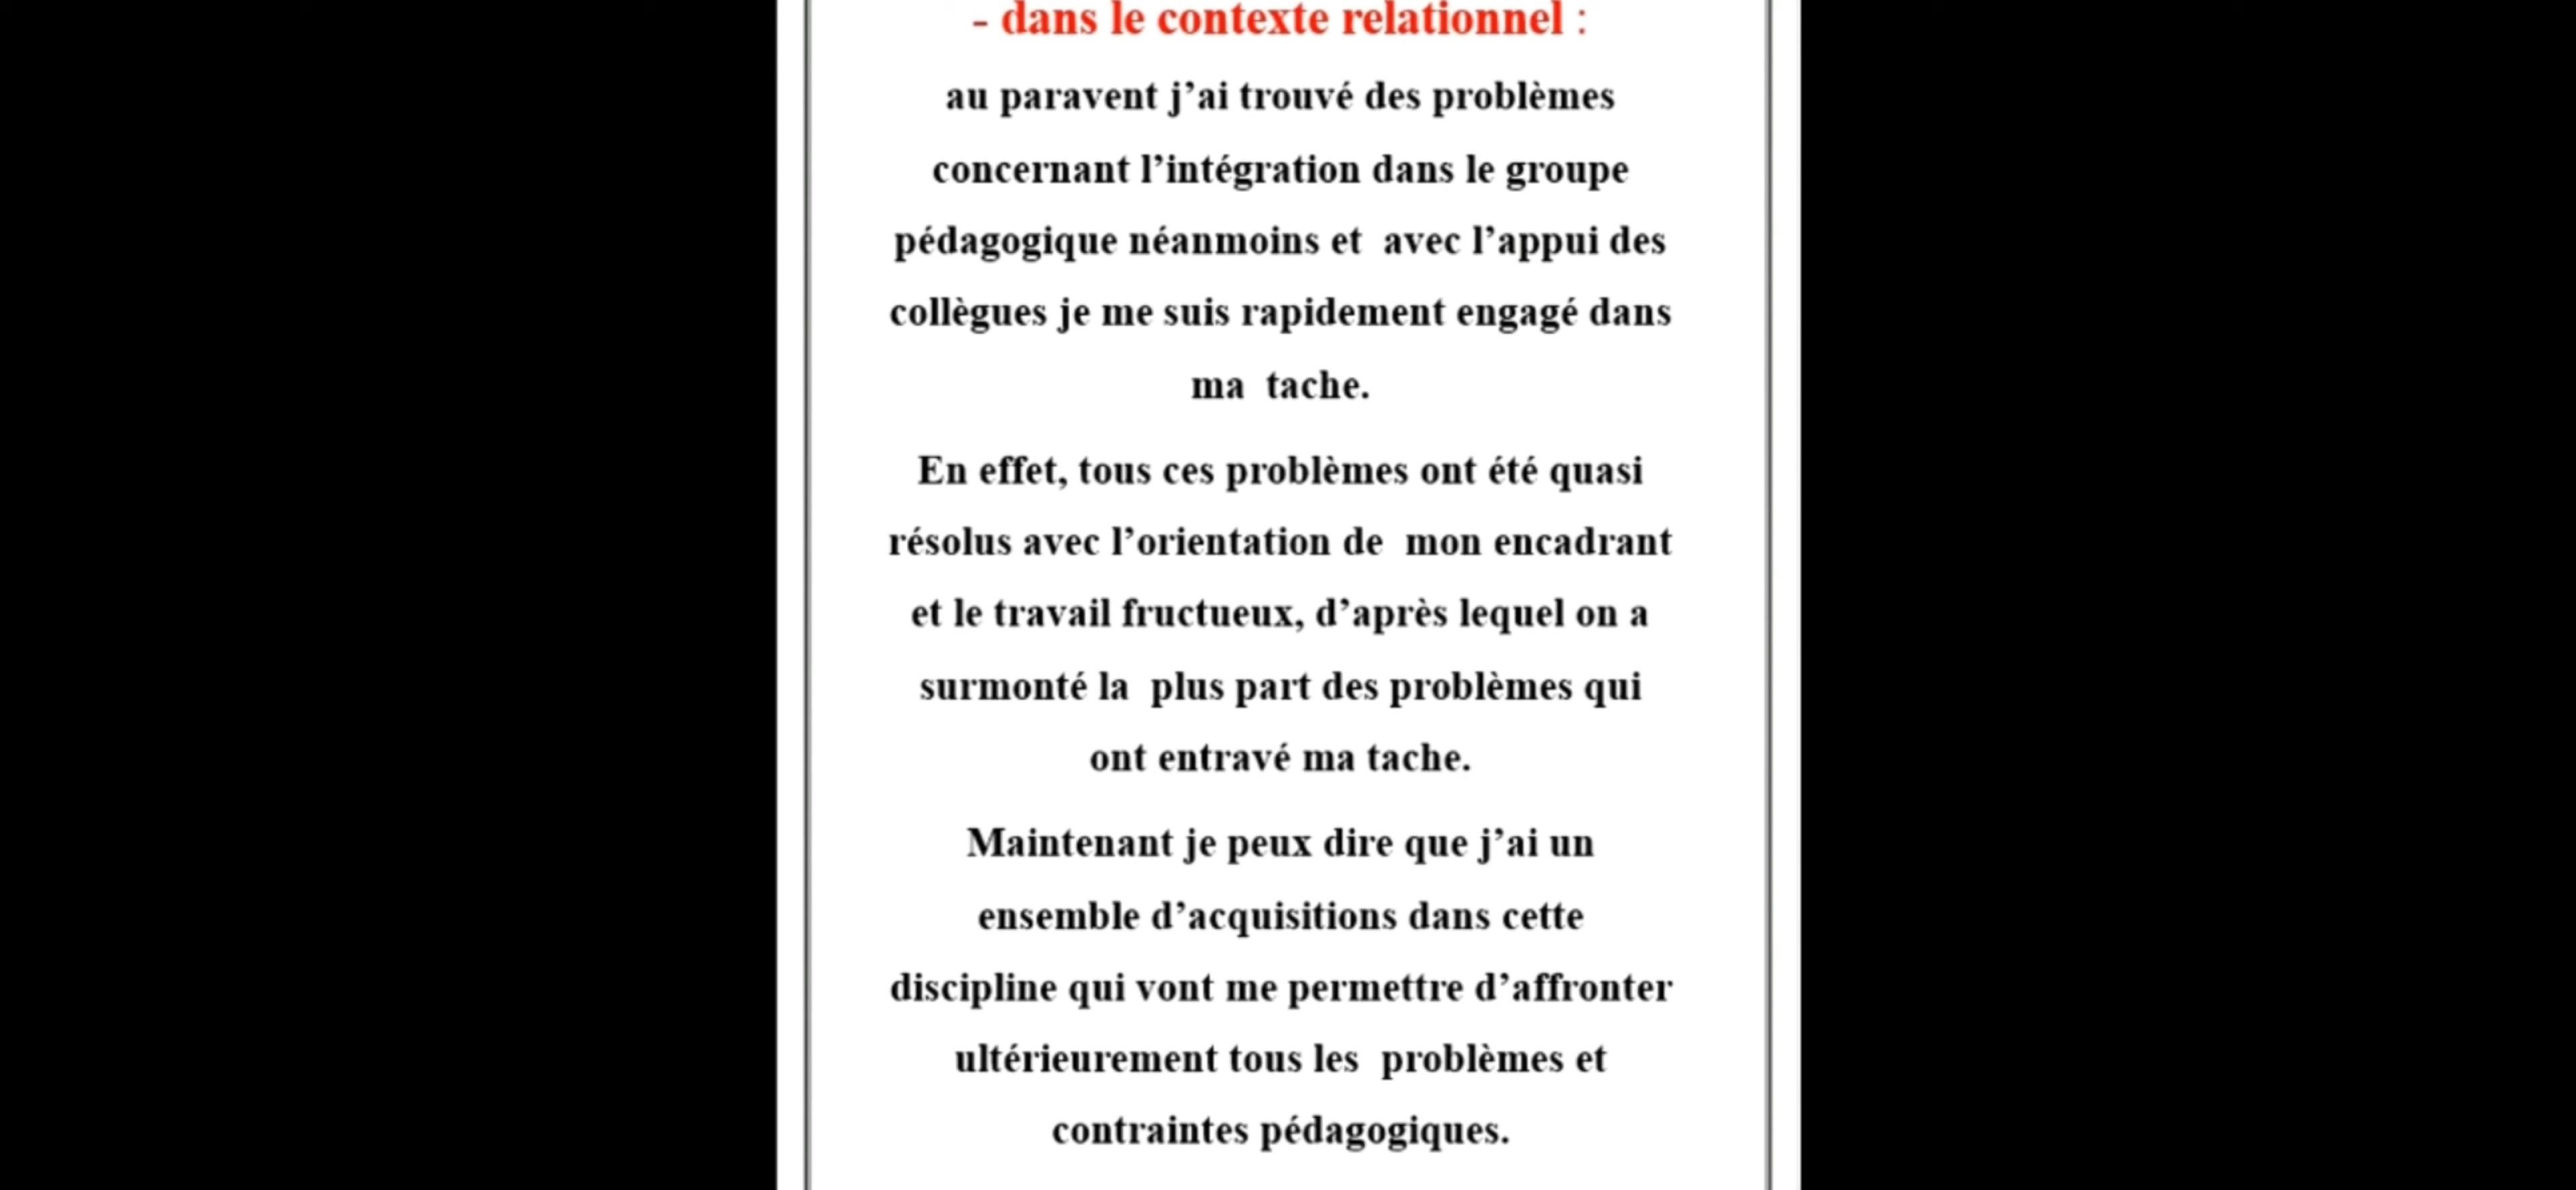 - dans le contexte relationnel :
au paravent j’ai trouvé des problèmes
concernant l’intégration dans le groupe
pédagogique néanmoins et avec l’appui des
collègues je me suis rapidement engagé dans
ma tache.
En effet, tous ces problèmes ont été quasi
résolus avec l’orientation de mon encadrant
et le travail fructueux, d’après lequel on a
surmonté la plus part des problèmes qui
ont entravé ma tache.
Maintenant je peux dire que j’ai un
ensemble d’acquisitions dans cette
discipline qui vont me permettre d’affronter
ultérieurement tous les problèmes et
contraintes pédagogiques.